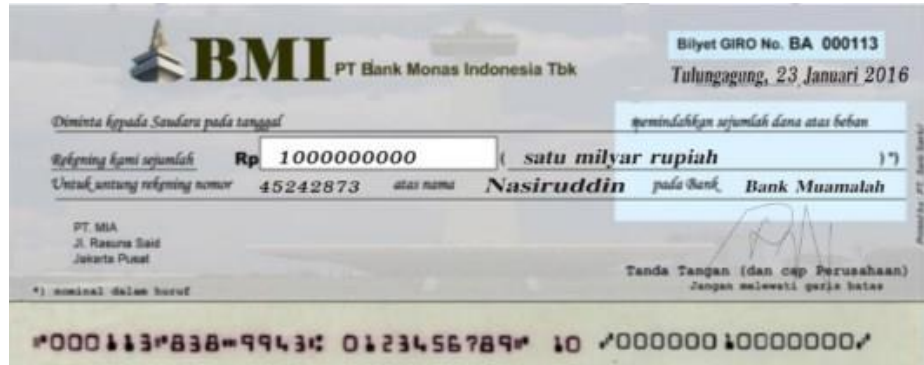 BMI PT Bank Monas Indonesia Tbk
Bilyet GIRO No. BA 000113
Tulungagung, 23 Januari 2016
Diminta kepada Saudara pada tanggal memindahkan sejumlah dana atas beban
Rekening kami sejumlah Rp 1000000000 ( satu milyar rupiah ) *)
Untuk untung rekening nomor 45242873 atas nama Nasiruddin pada Bank Bank Muamalah
PT. MIA
Jl. Rasuna Said
Jakarta Pusat
Tanda Tangan (dan cap Perusahaan)
Jangan melewati garis batas
*) nominal dalam huruf
⑈000113⑈838⑉9943⑆ 0123456789⑈ 10 ⑇00000010000000⑇